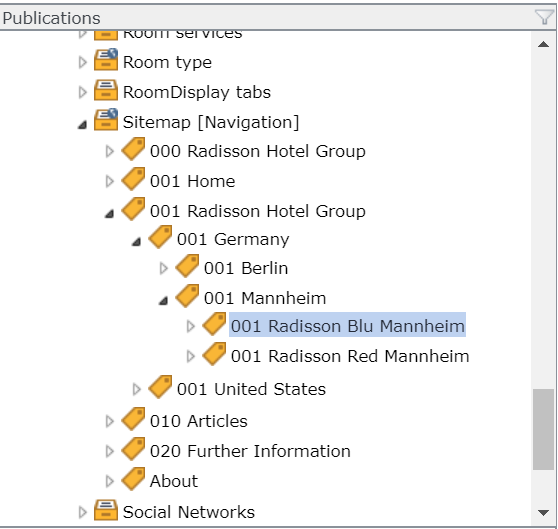 Publications
Room services
Room type
RoomDisplay tabs
Sitemap [Navigation]
000 Radisson Hotel Group
001 Home
001 Radisson Hotel Group
001 Germany
001 Berlin
001 Mannheim
001 Radisson Blu Mannheim
001 Radisson Red Mannheim
001 United States
010 Articles
020 Further Information
About
Social Networks